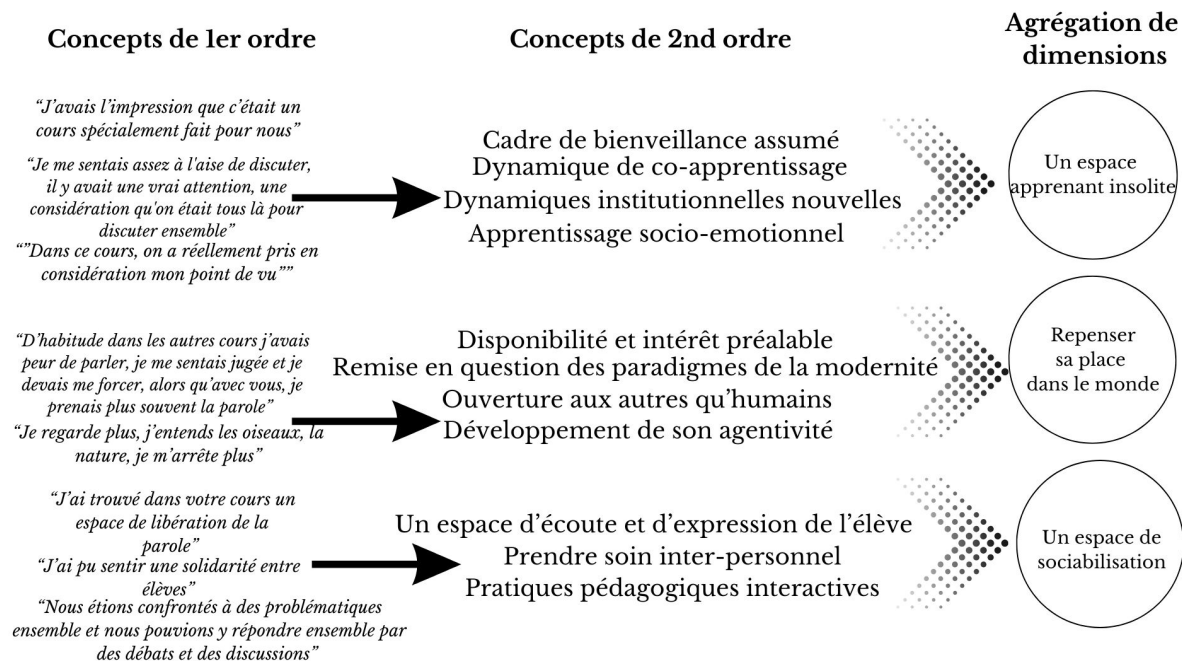 Concepts de 1er ordre
Concepts de 2nd ordre
Agrégation de
dimensions
“J’avais l’impression que c’était un
cours spécialement fait pour nous”
“Je me sentais assez à l'aise de discuter,
il y avait une vrai attention, une
considération qu'on était tous là pour
discuter ensemble”
“”Dans ce cours, on a réellement pris en
considération mon point de vu””
Cadre de bienveillance assumé
Dynamique de co-apprentissage
Dynamiques institutionnelles nouvelles
Apprentissage socio-emotionnel
Un espace
apprenant insolite
“D’habitude dans les autres cours j’avais
peur de parler, je me sentais jugée et je
devais me forcer, alors qu’avec vous, je
prenais plus souvent la parole”
“Je regarde plus, j’entends les oiseaux, la
nature, je m’arrête plus”
Disponibilité et intérêt préalable
Remise en question des paradigmes de la modernité
Ouverture aux autres qu’humains
Développement de son agentivité
Repenser
sa place
dans le monde
“J’ai trouvé dans votre cours un
espace de libération de la
parole”
“J’ai pu sentir une solidarité entre
élèves”
“Nous étions confrontés à des problématiques
ensemble et nous pouvions y répondre ensemble par
des débats et des discussions”
Un espace d’écoute et d’expression de l’élève
Prendre soin inter-personnel
Pratiques pédagogiques interactives
Un espace de
sociabilisation